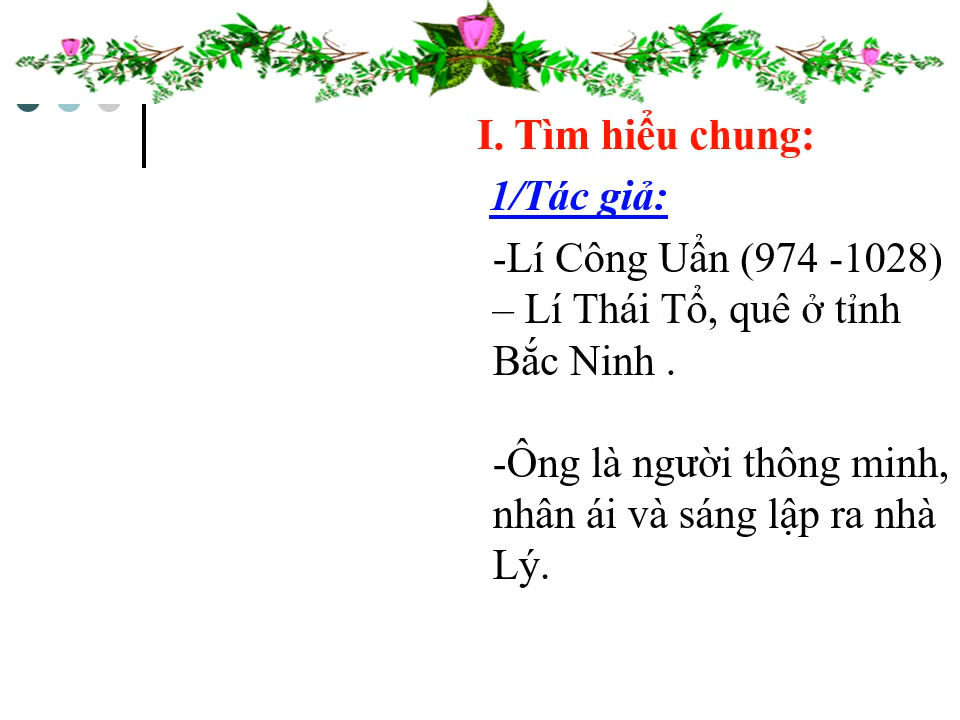 I. Tìm hiểu chung:
1/Tác giả:
-Lí Công Uẩn (974 -1028)
– Lí Thái Tổ, quê ở tỉnh
Bắc Ninh .
-Ông là người thông minh,
nhân ái và sáng lập ra nhà
Lý.